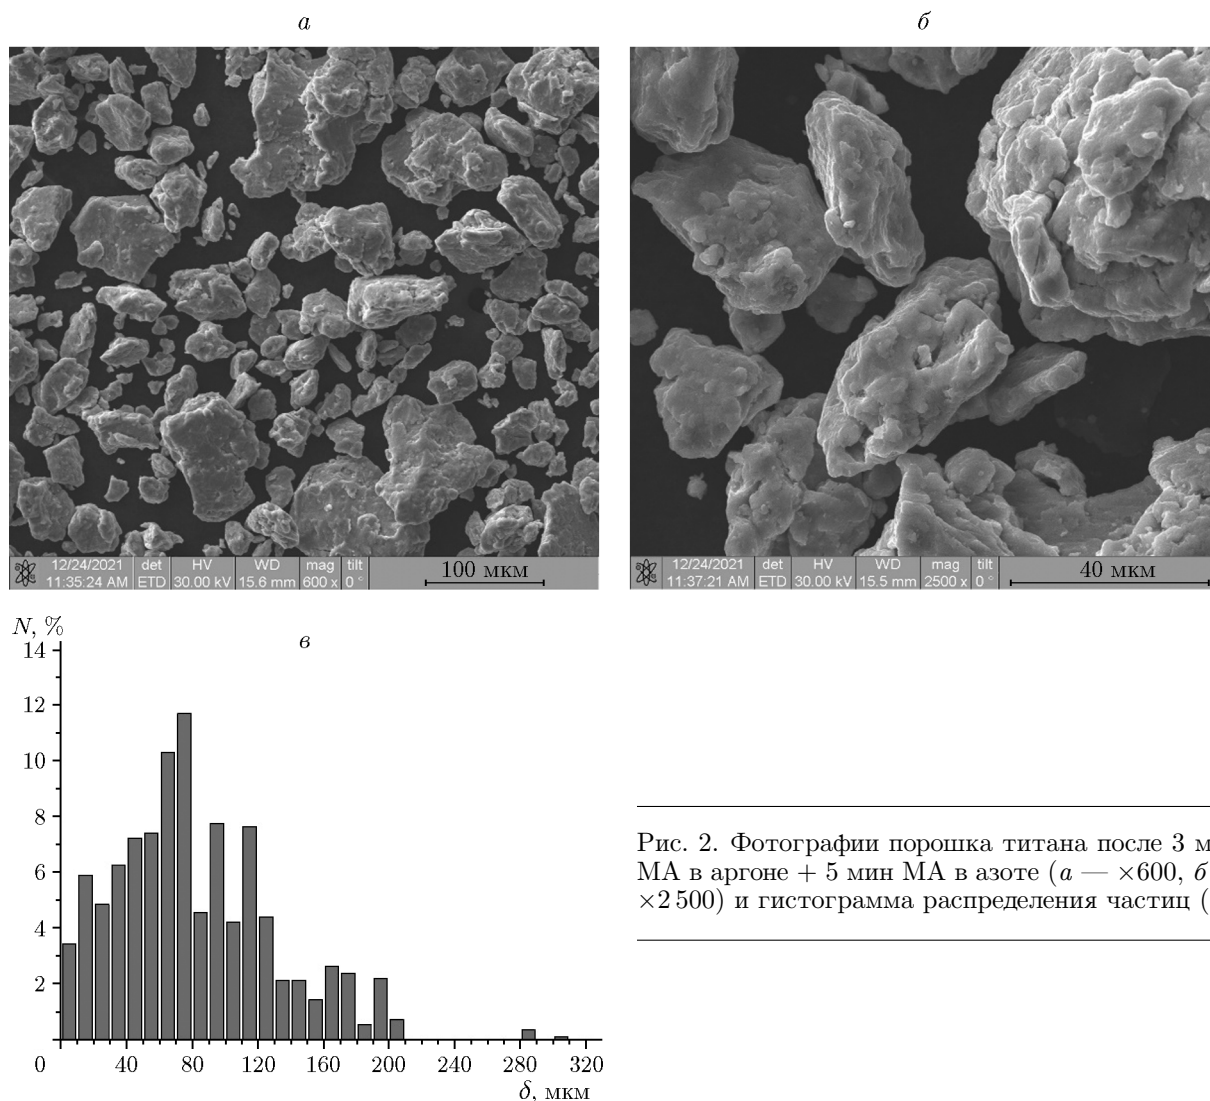 а
б
12/24/2021 det HV WD mag tilt
11:35:24 AM ETD 30.00 kV 15.6 mm 600 x 0 ° 100 мкм
12/24/2021 det HV WD mag tilt
11:37:21 AM ETD 30.00 kV 15.5 mm 2500 x 0 ° 40 мкм
N, %
в
14
12
10
8
6
4
2
0 40 80 120 160 200 240 280 320
δ, мкм
Рис. 2. Фотографии порошка титана после 3 м
МА в аргоне + 5 мин МА в азоте (а — ×600, б
×2 500) и гистограмма распределения частиц (